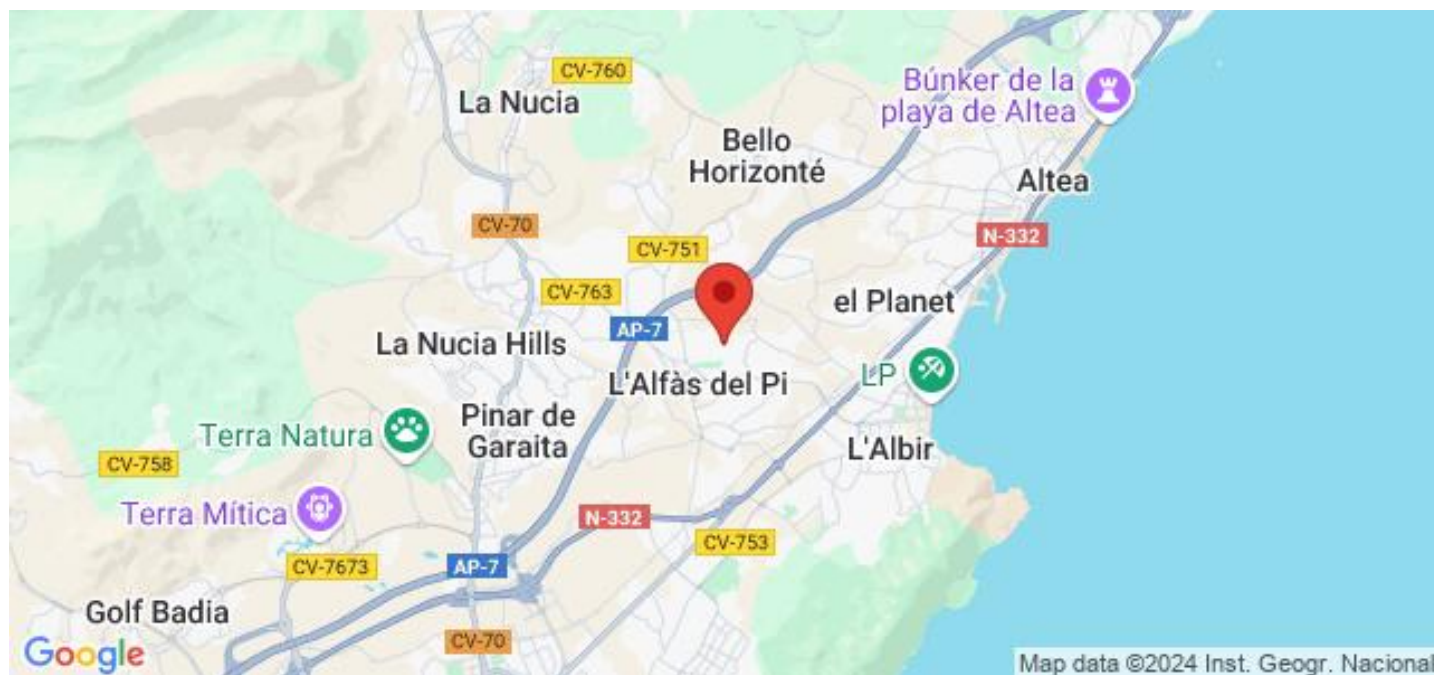 CV-760
La Nucia
Búnker de la
playa de Altea
Bello
Horizonté
Altea
CV-70
CV-751
N-332
CV-763
el Planet
AP-7
La Nucia Hills
LP
L'Alfàs del Pi
Terra Natura
Pinar de
Garaita
L'Albir
CV-758
Terra Mítica
N-332
CV-753
CV-7673
AP-7
Golf Badia
CV-70
Google
Map data ©2024 Inst. Geogr. Nacional